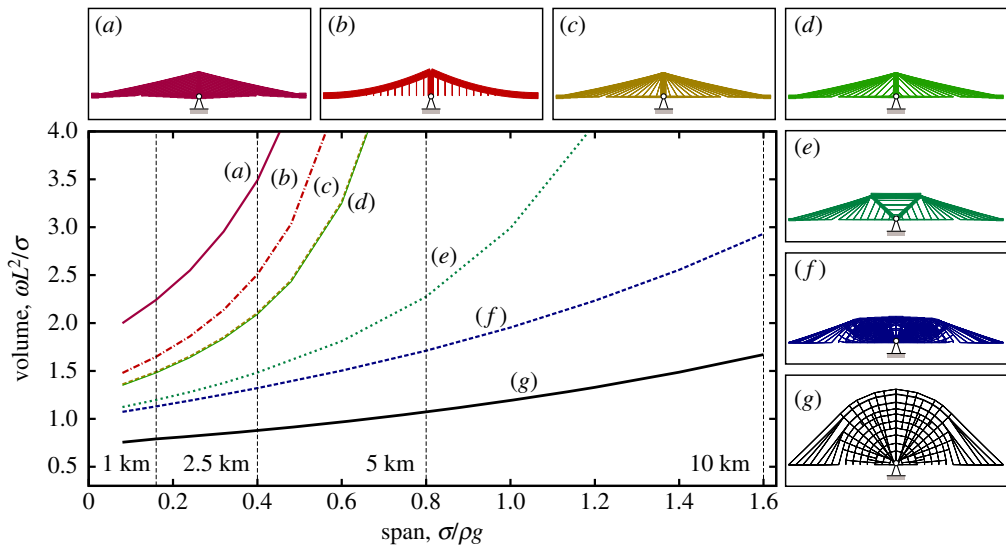 (a)
(b)
(c)
(d)
(e)
(f)
(g)
4.0
3.5
3.0
2.5
2.0
1.5
1.0
0.5
volume, ωL²/σ
(a)
(b)
(c)
(d)
(e)
(f)
(g)
1 km
2.5 km
5 km
10 km
0
0.2
0.4
0.6
0.8
1.0
1.2
1.4
1.6
span, σ/ρg